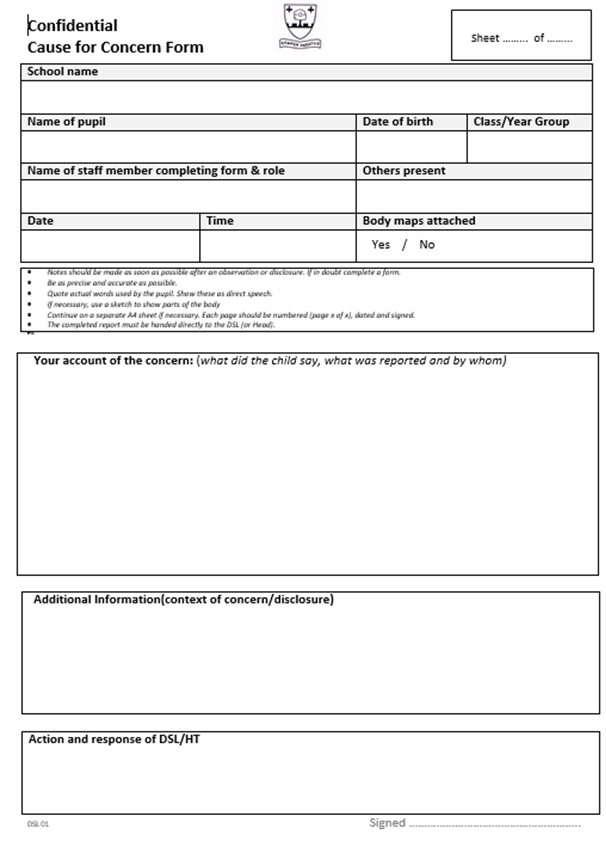 Confidential
Cause for Concern Form
Sheet ......... of .........
School name
Name of pupil Date of birth Class/Year Group
Name of staff member completing form & role Others present
Date Time Body maps attached
Yes / No
• Notes should be made as soon as possible after an observation or disclosure. If in doubt complete a form.
• Be as precise and accurate as possible.
• Quote actual words used by the pupil. Show these as direct speech.
• If necessary, use a sketch to show parts of the body
• Continue on a separate A4 sheet if necessary. Each page should be numbered (page x of x), dated and signed.
• The completed report must be handed directly to the DSL (or Head).
Your account of the concern: (what did the child say, what was reported and by whom)
Additional Information(context of concern/disclosure)
Action and response of DSL/HT
DSL 01
Signed ......................................................